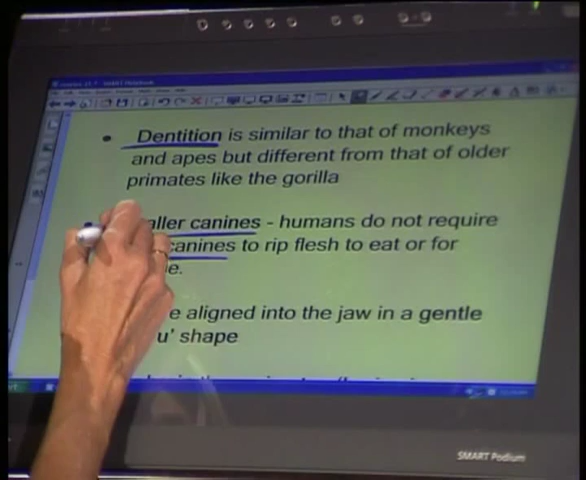 SMART Notebook
• Dentition is similar to that of monkeys
and apes but different from that of older
primates like the gorilla
aller canines - humans do not require
canines to rip flesh to eat or for
e.
e aligned into the jaw in a gentle
u' shape
SMART Podium